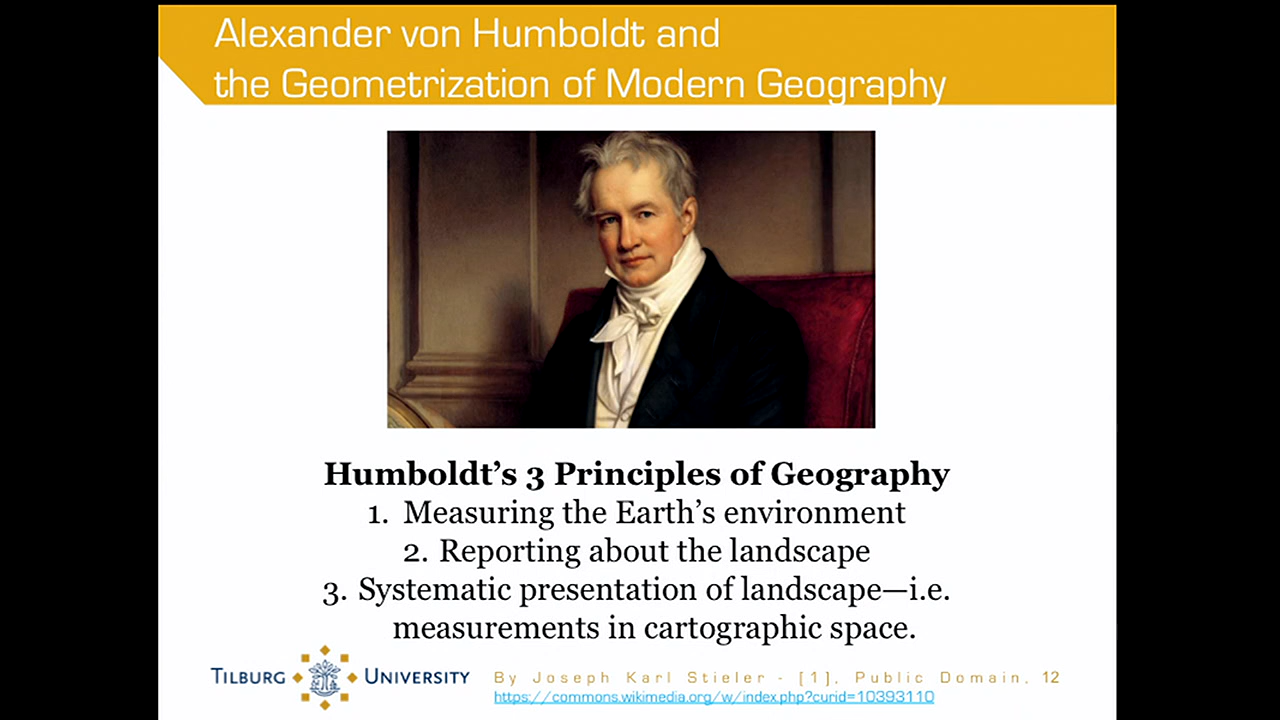 Alexander von Humboldt and
the Geometrization of Modern Geography
Humboldt’s 3 Principles of Geography
1. Measuring the Earth’s environment
2. Reporting about the landscape
3. Systematic presentation of landscape—i.e.
measurements in cartographic space.
TILBURG UNIVERSITY
By Joseph Karl Stieler - [1], Public Domain, 12
https://commons.wikimedia.org/w/index.php?curid=10393110